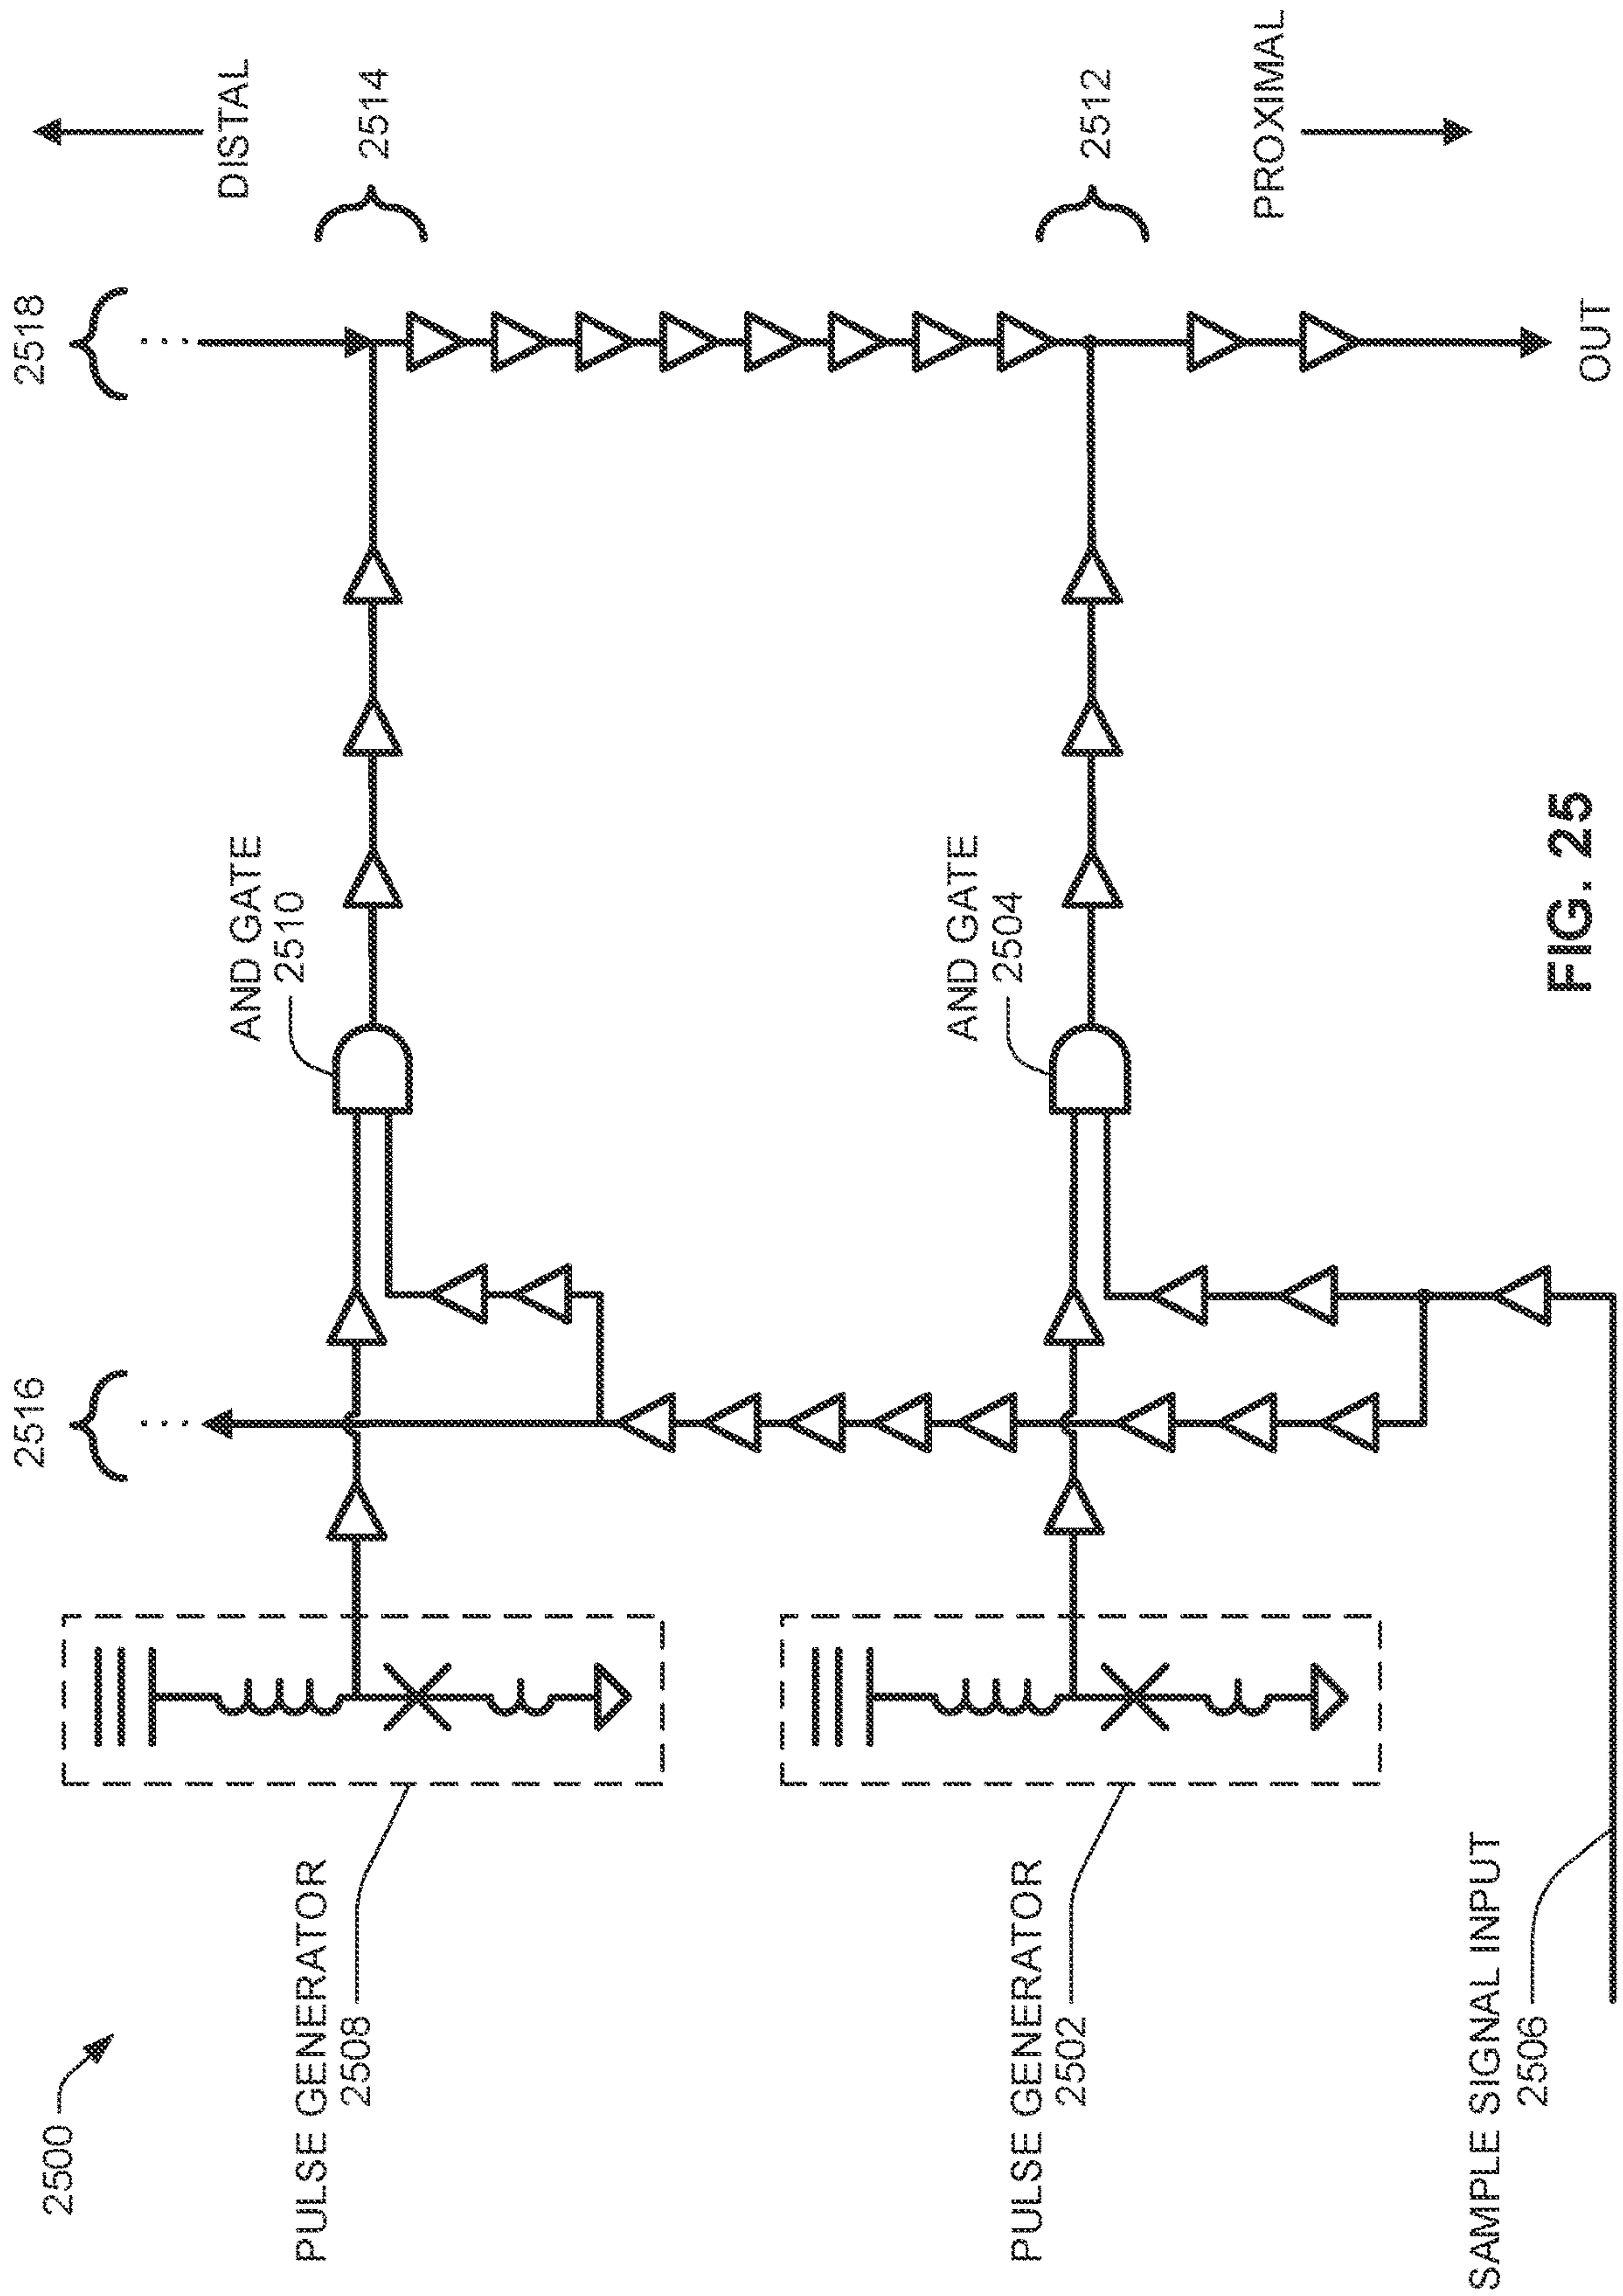 2500
PULSE GENERATOR
2508
PULSE GENERATOR
2502
SAMPLE SIGNAL INPUT
2506
2516
AND GATE
2510
AND GATE
2504
2518
DISTAL
2514
2512
PROXIMAL
OUT
FIG. 25